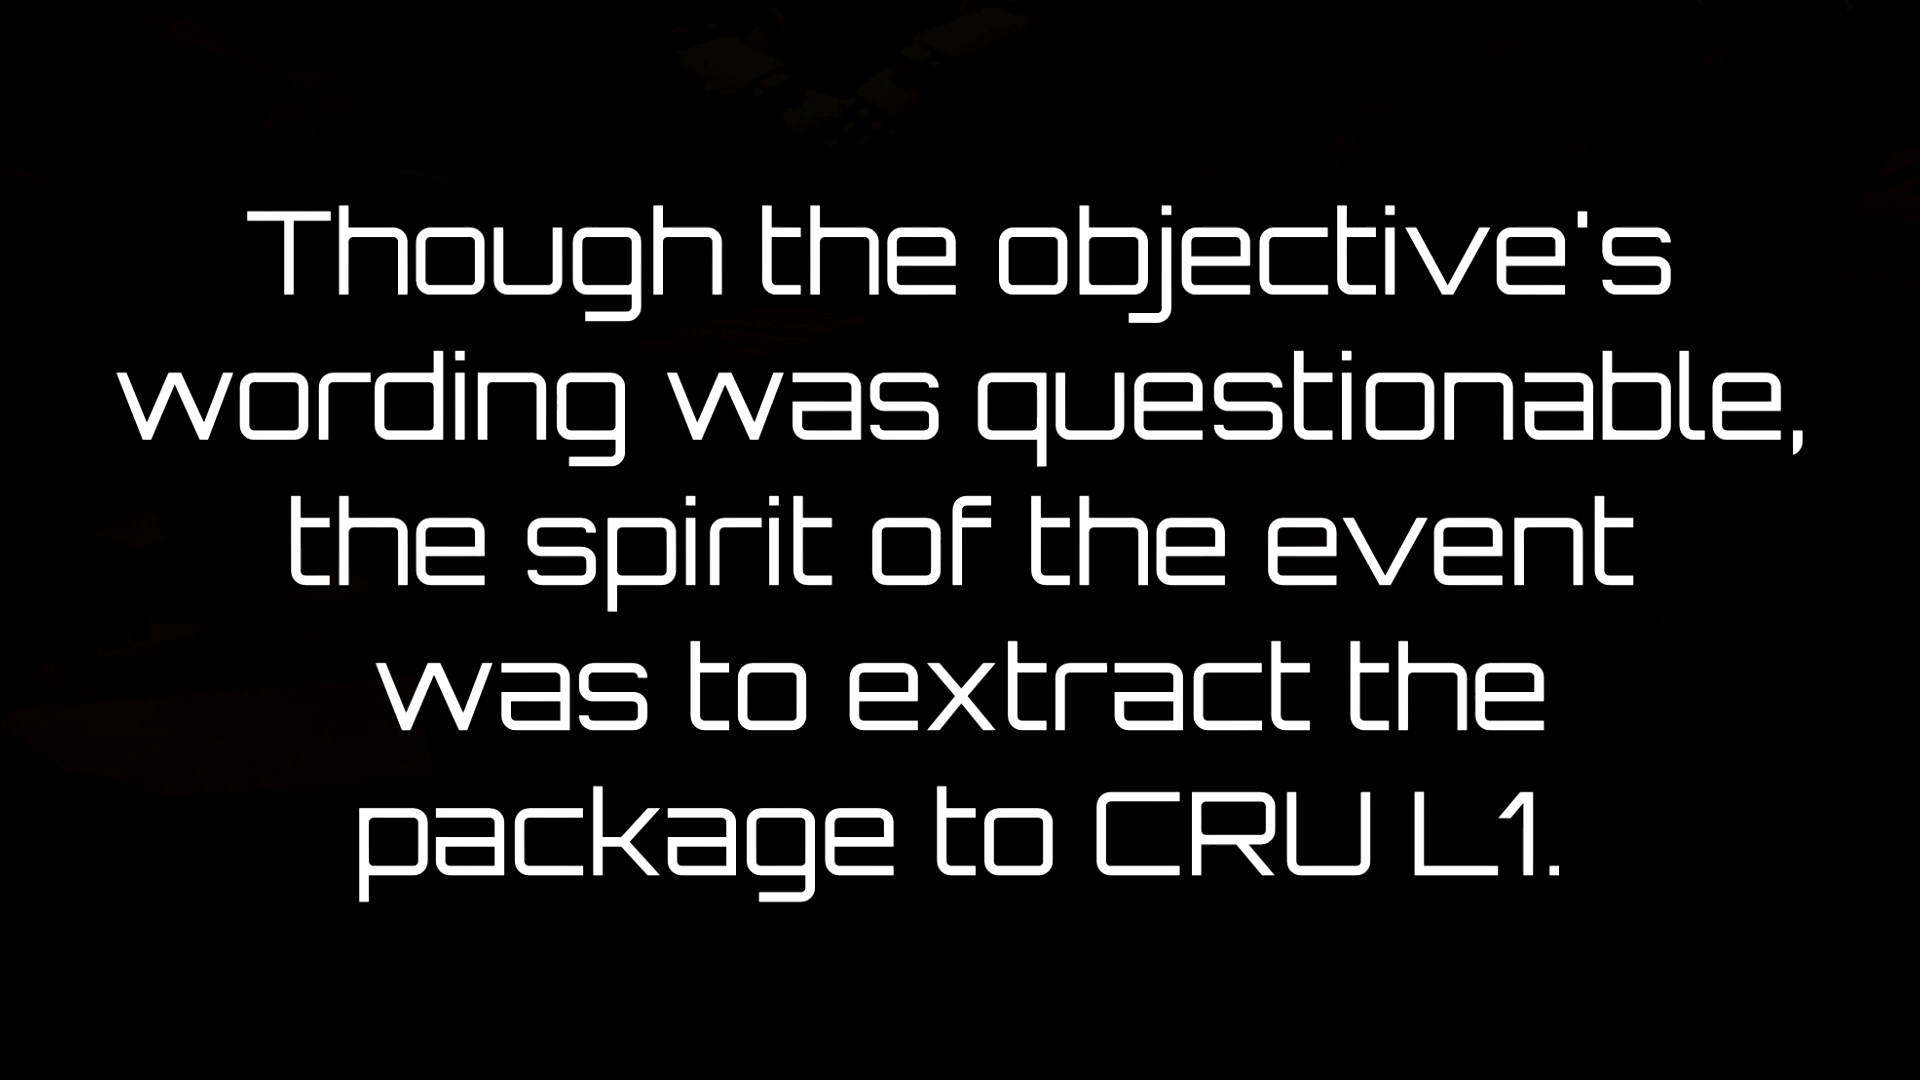 Though the objective's
wording was questionable,
the spirit of the event
was to extract the
package to CRU L1.